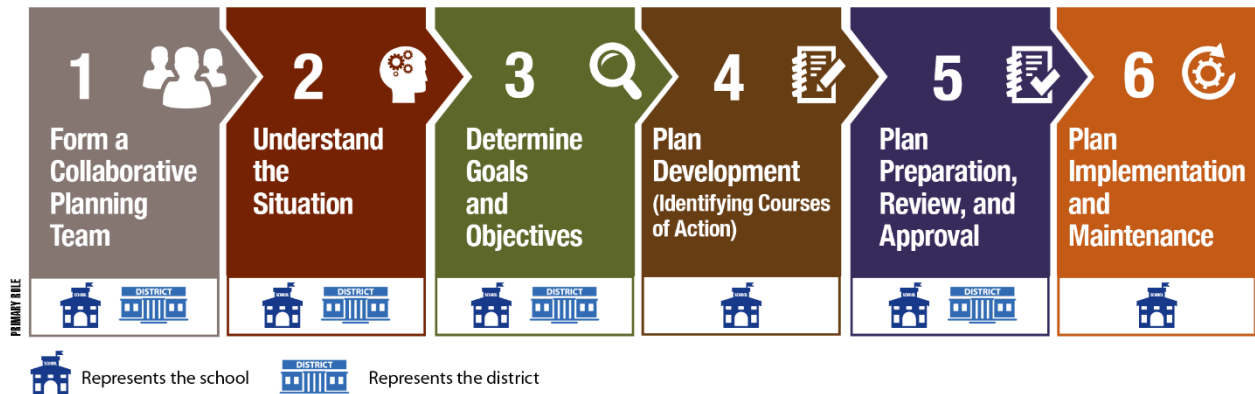 1
Form a
Collaborative
Planning
Team
2
Understand
the
Situation
3
Determine
Goals
and
Objectives
4
Plan
Development
(Identifying Courses
of Action)
5
Plan
Preparation,
Review, and
Approval
6
Plan
Implementation
and
Maintenance
PRIMARY ROLE
SCHOOL
DISTRICT
SCHOOL
DISTRICT
SCHOOL
DISTRICT
SCHOOL
SCHOOL
DISTRICT
SCHOOL
SCHOOL
Represents the school
DISTRICT
Represents the district